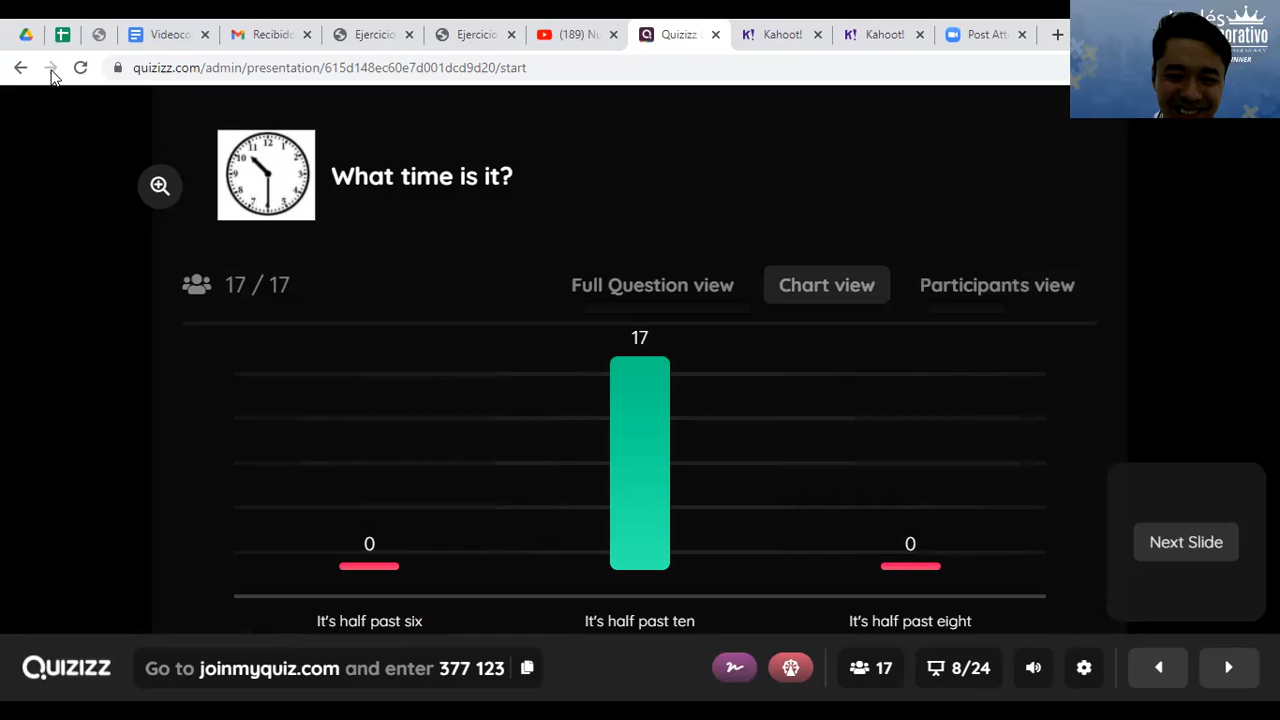 Videoco
Recibido
Ejercicio
Ejercicio
(189) Nu
Quizizz
K! Kahoot!
K! Kahoot!
Post Att
quizizz.com/admin/presentation/615d148ec60e7d001dcd9d20/start
What time is it?
17 / 17
Full Question view
Chart view
Participants view
17
0
0
It's half past six
It's half past ten
It's half past eight
Next Slide
QUIZIZZ
Go to joinmyquiz.com and enter 377 123
17
8/24